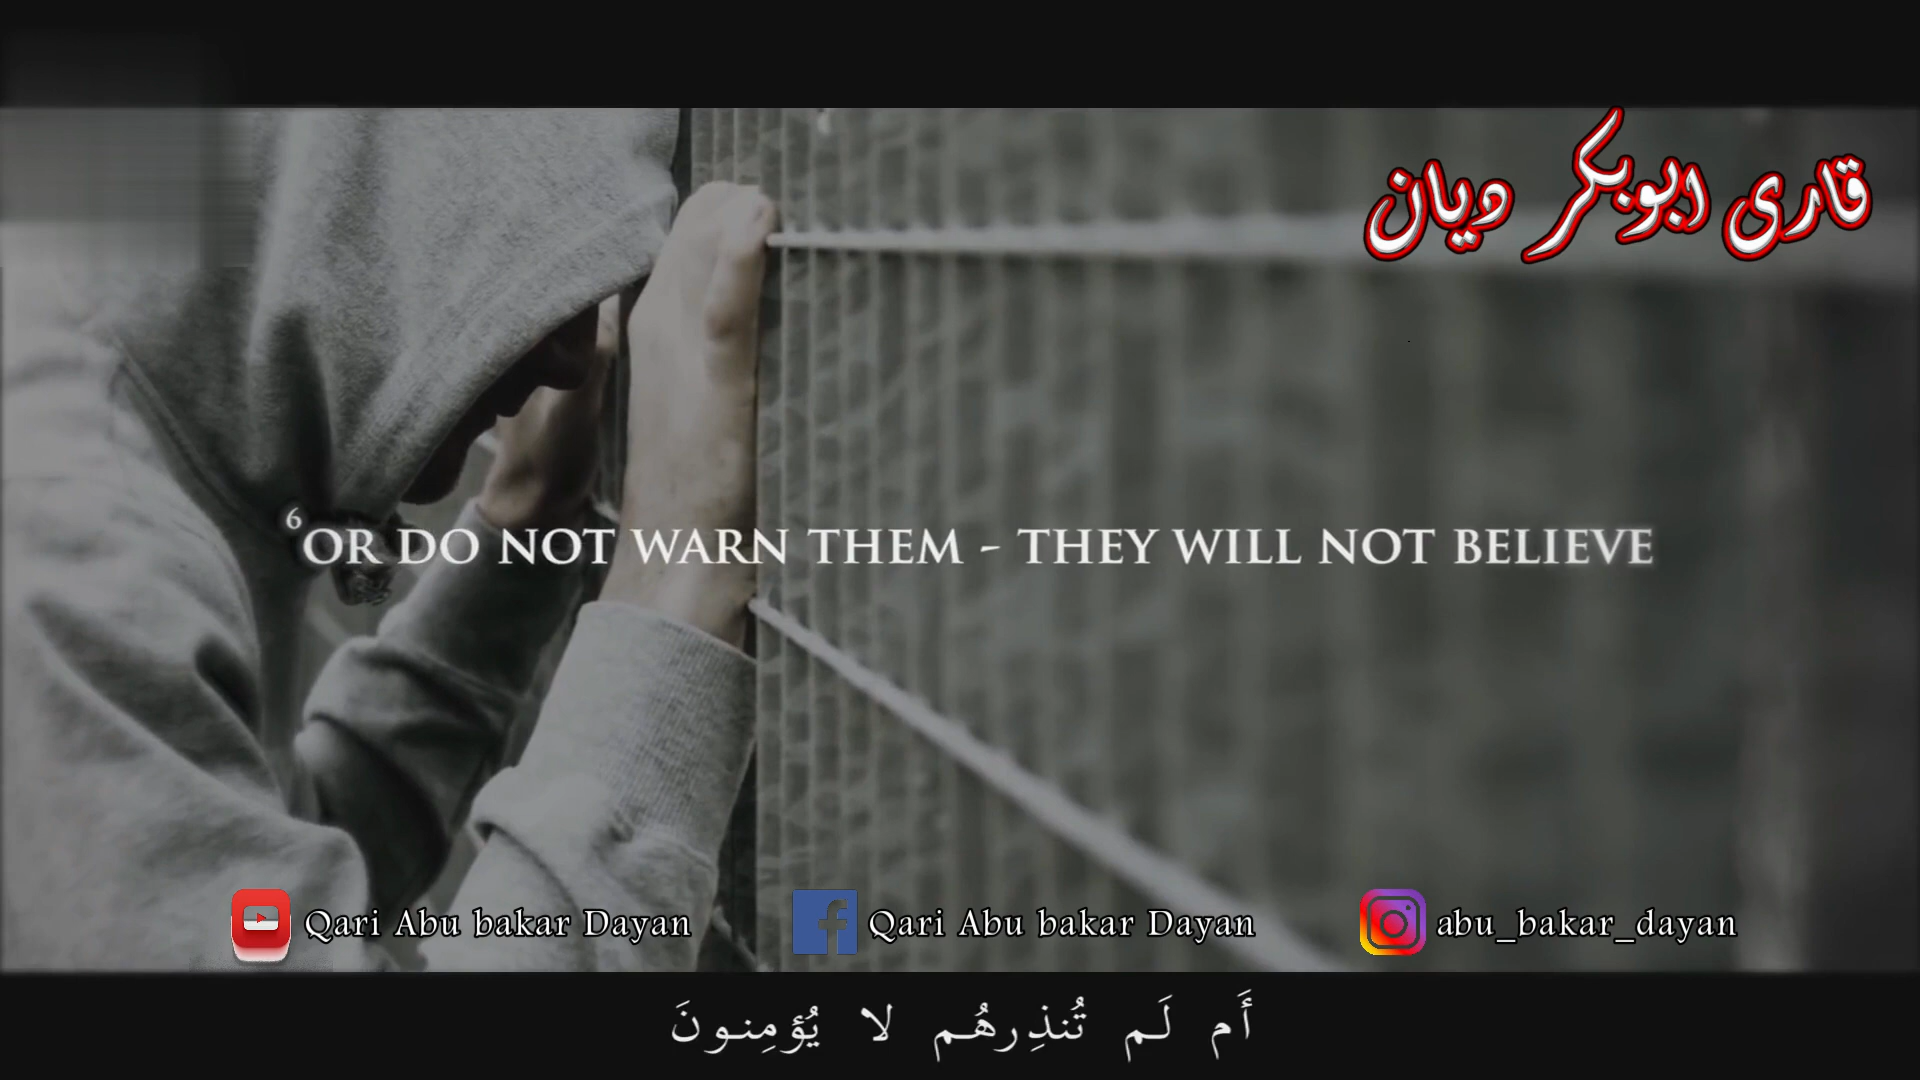 قاری ابوبکر دیان
6 OR DO NOT WARN THEM - THEY WILL NOT BELIEVE
Qari Abu bakar Dayan
Qari Abu bakar Dayan
abu_bakar_dayan
أَم لَم تُنذِرهُم لا يُؤمِنونَ